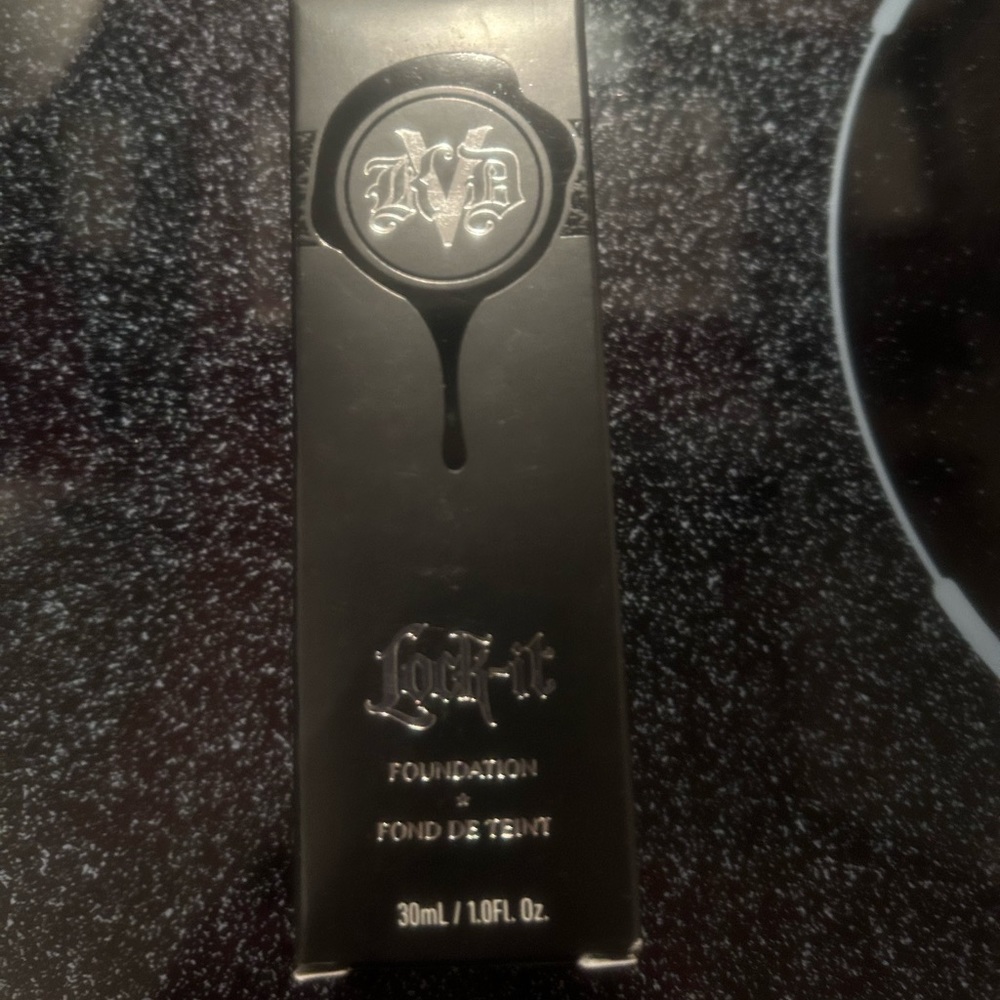 KVD
Lock-it
FOUNDATION
FOND DE TEINT
30mL / 1.0FL. Oz.